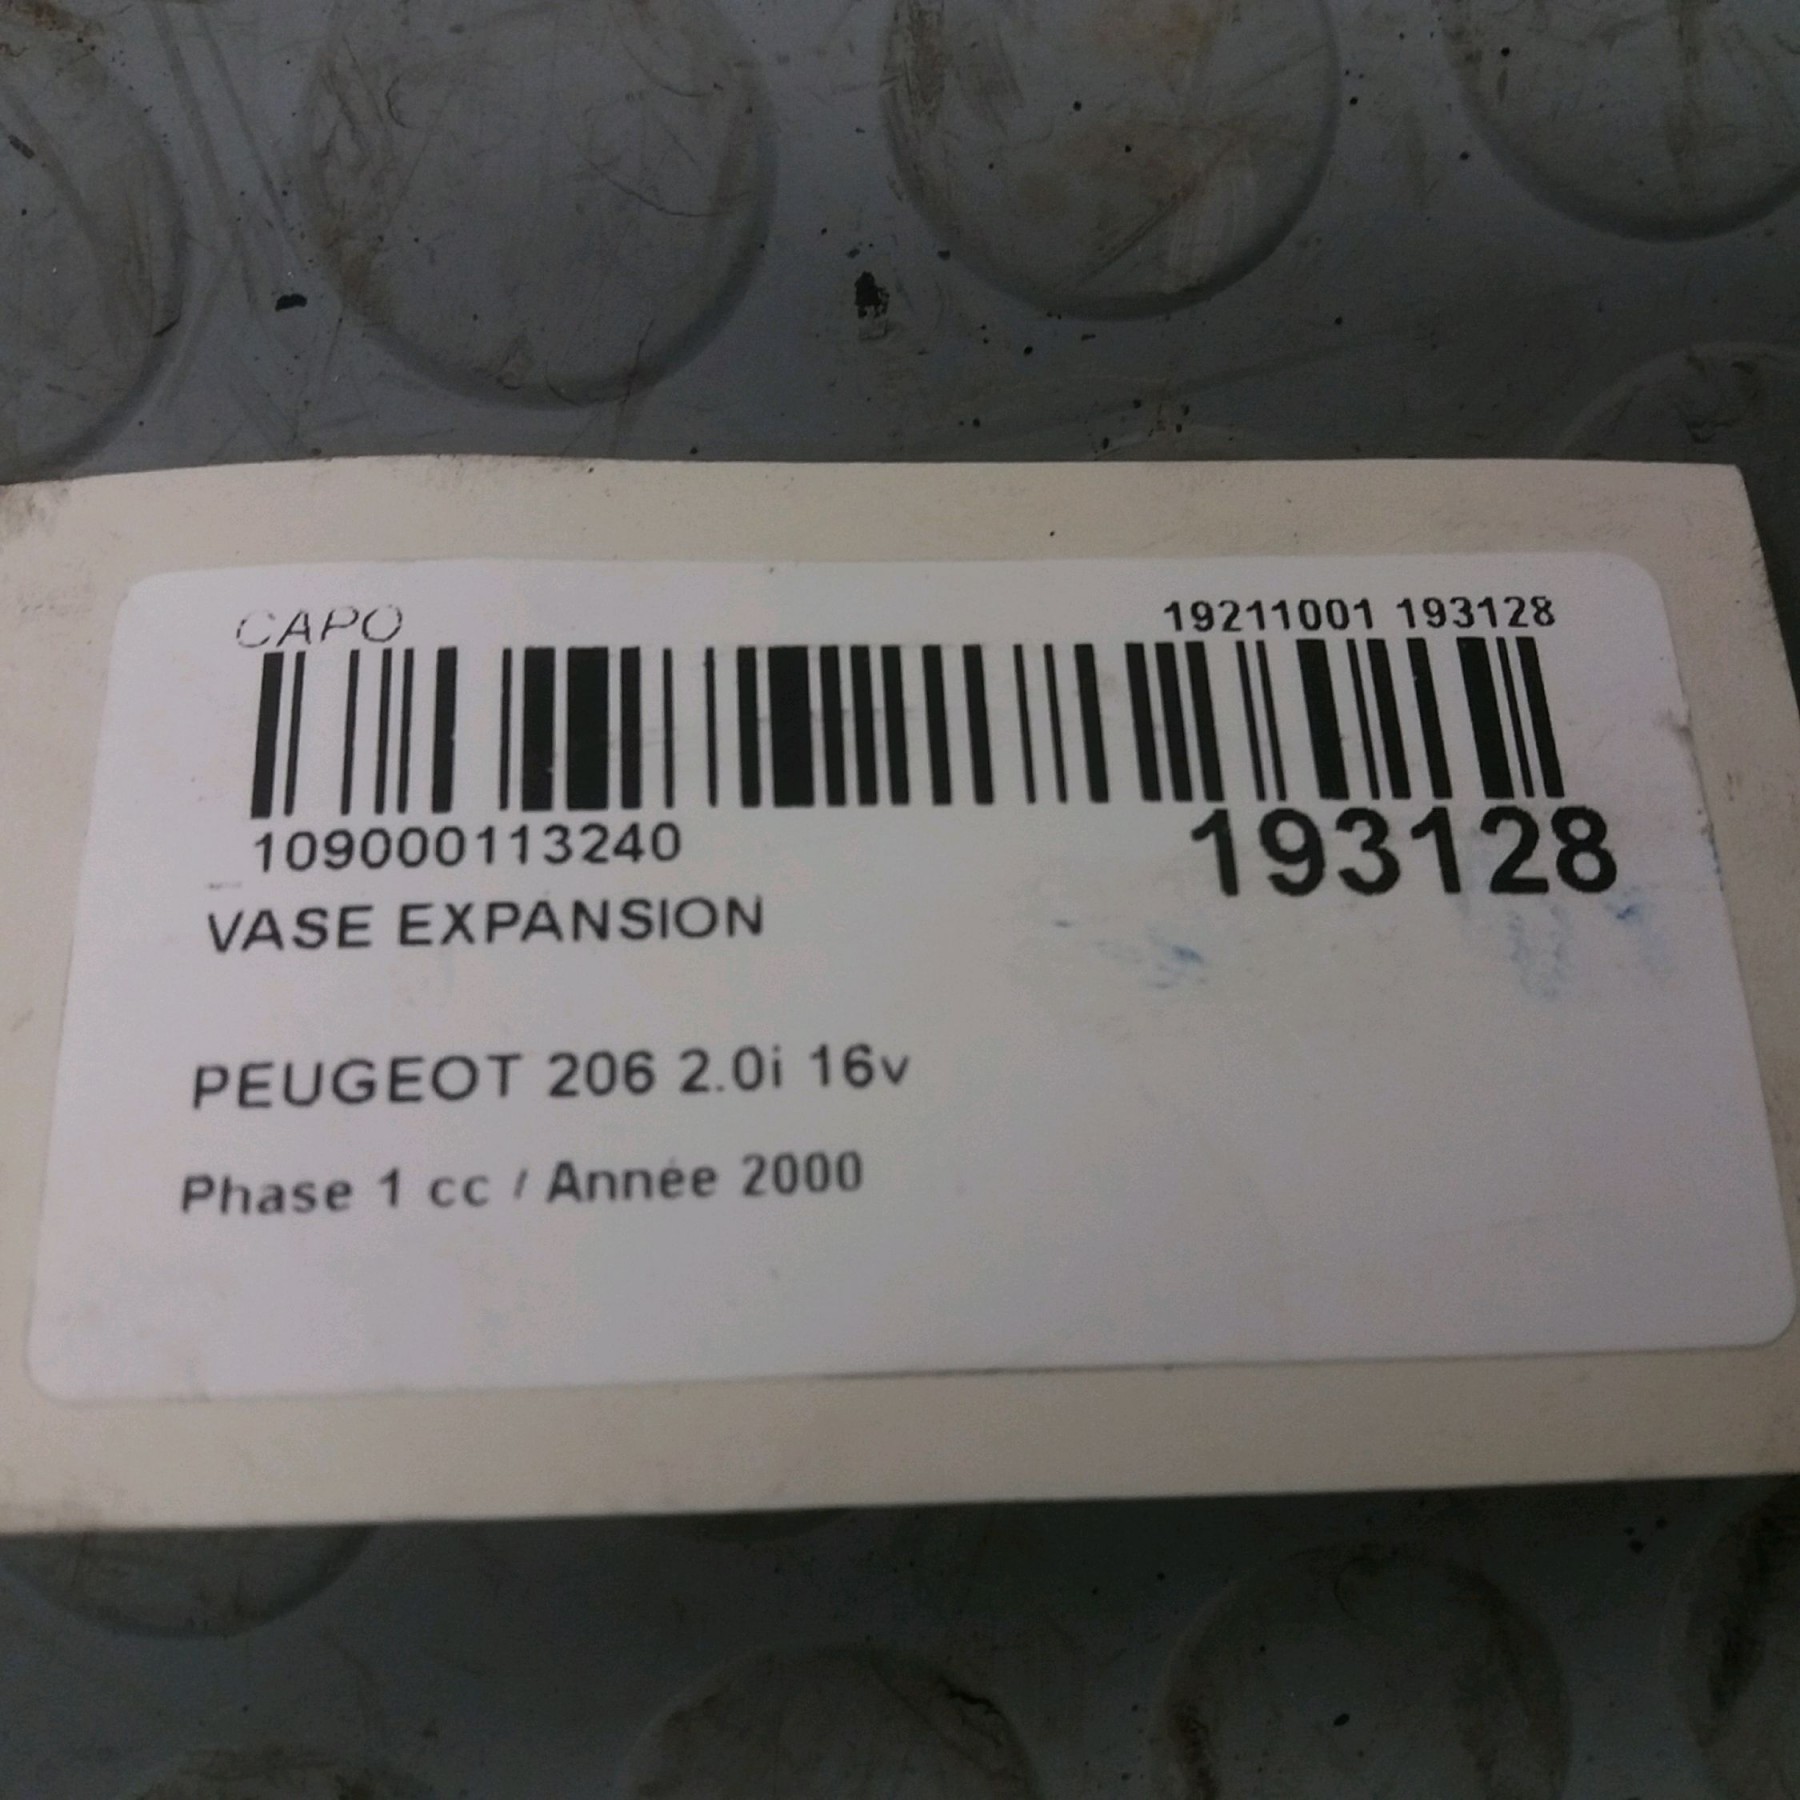 CAPO
19211001 193128
109000113240
193128
VASE EXPANSION
PEUGEOT 206 2.0i 16v
Phase 1 cc / Année 2000